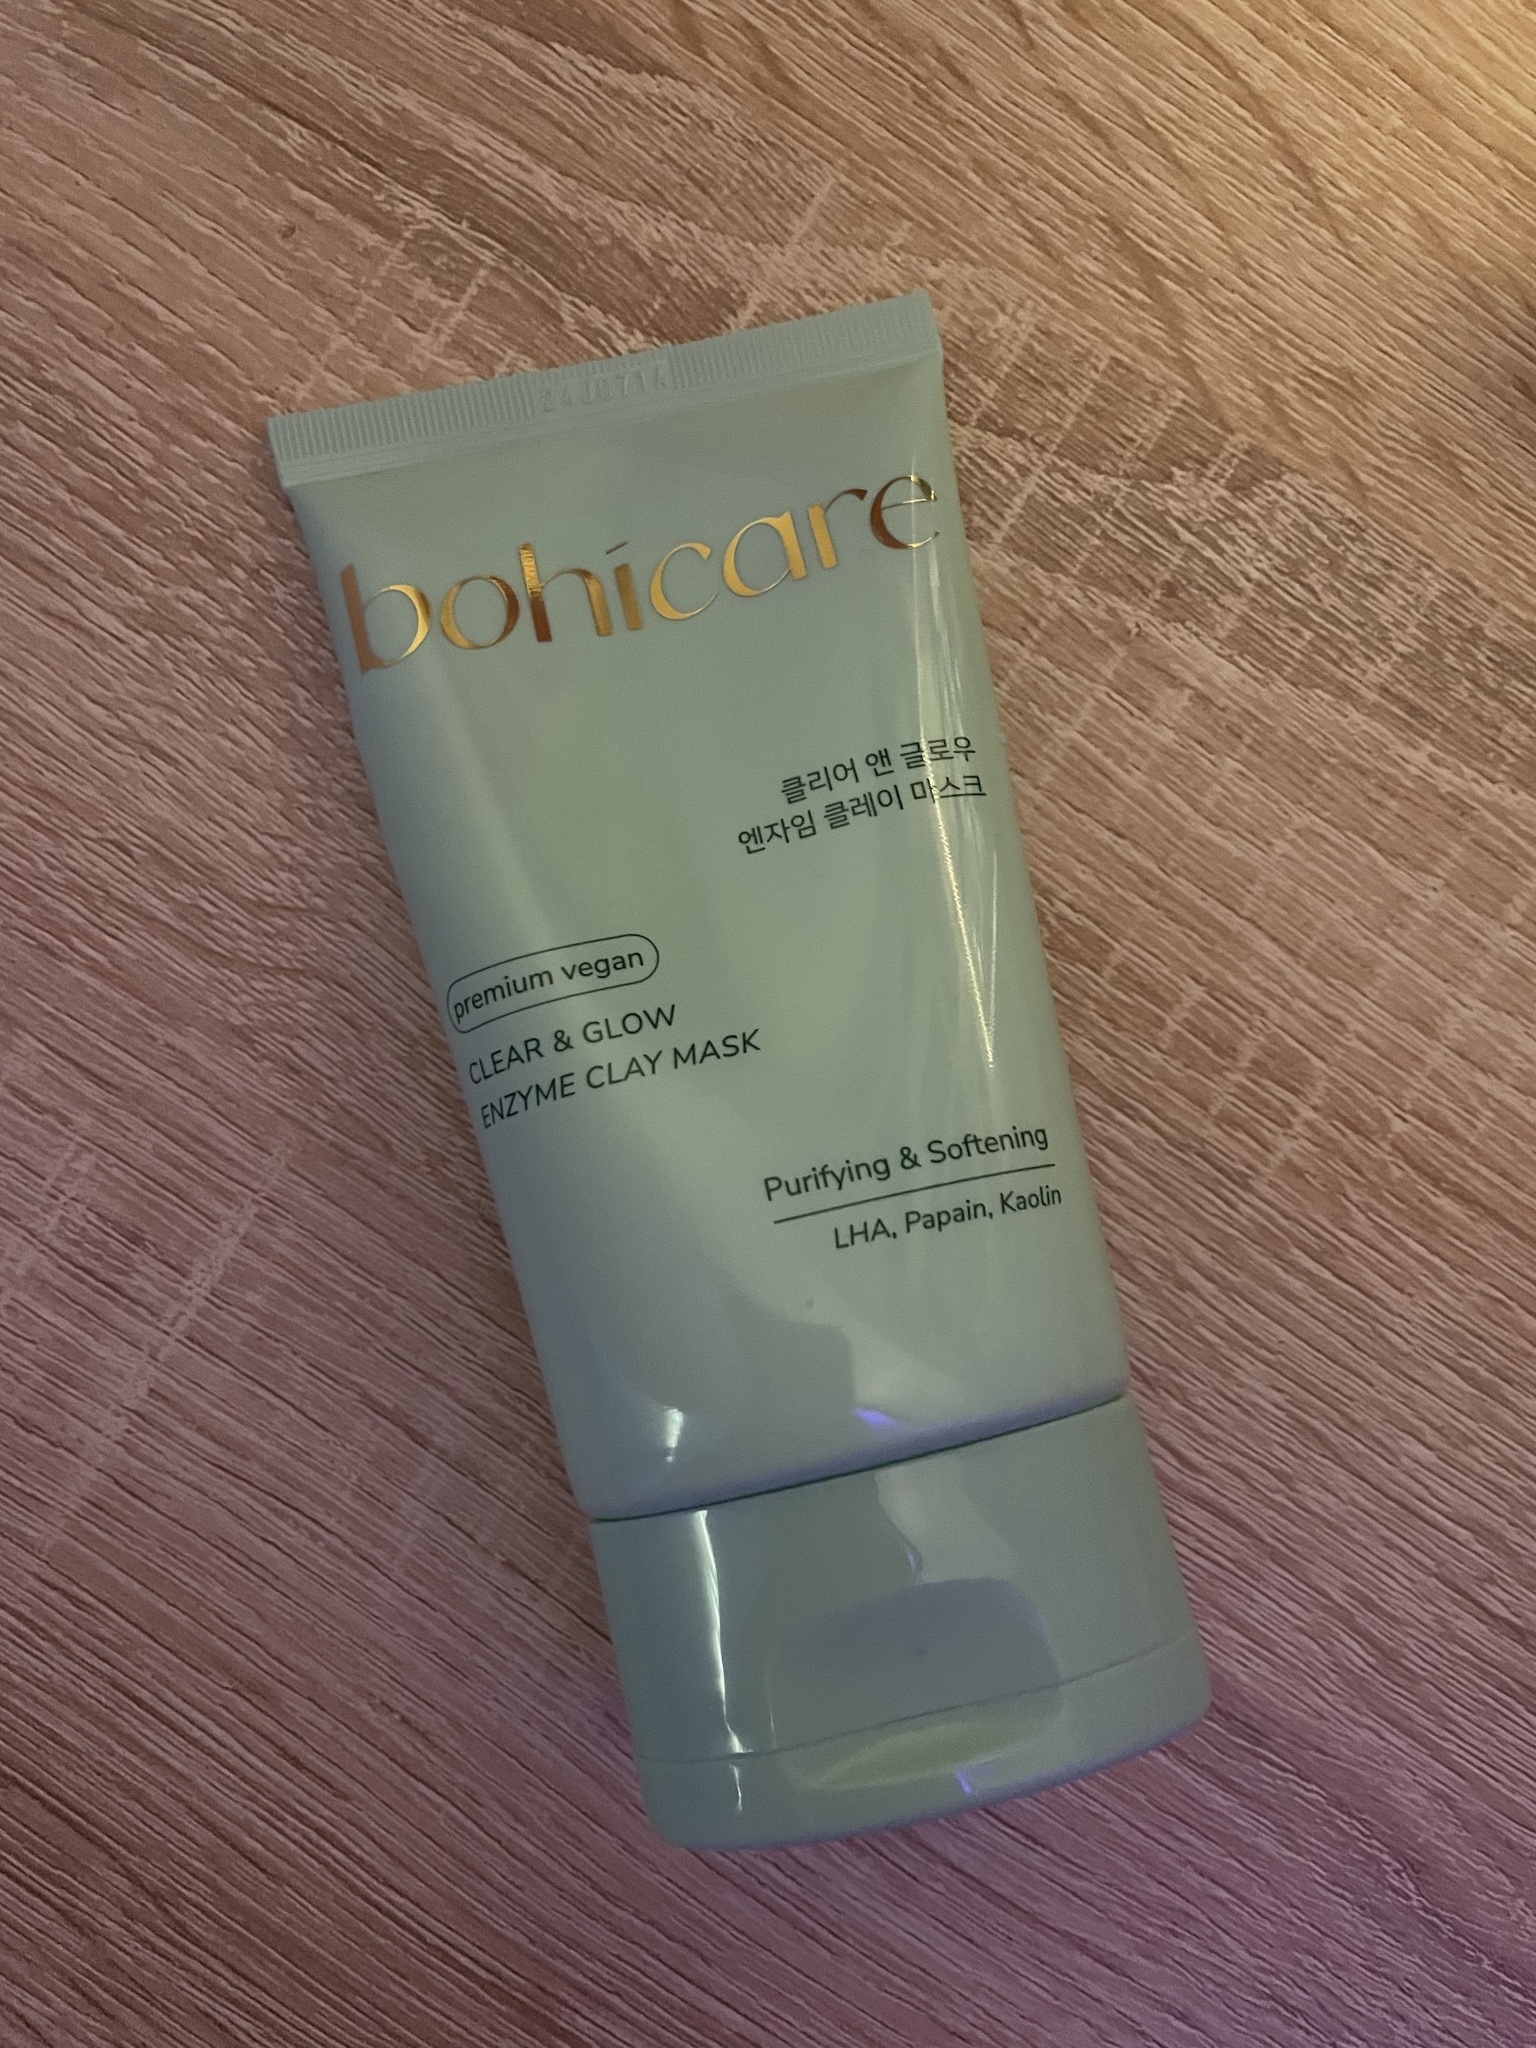 24J0714
bohicare
클리어 앤 글로우
엔자임 클레이 마스크
premium vegan
CLEAR & GLOW
ENZYME CLAY MASK
Purifying & Softening
LHA, Papain, Kaolin